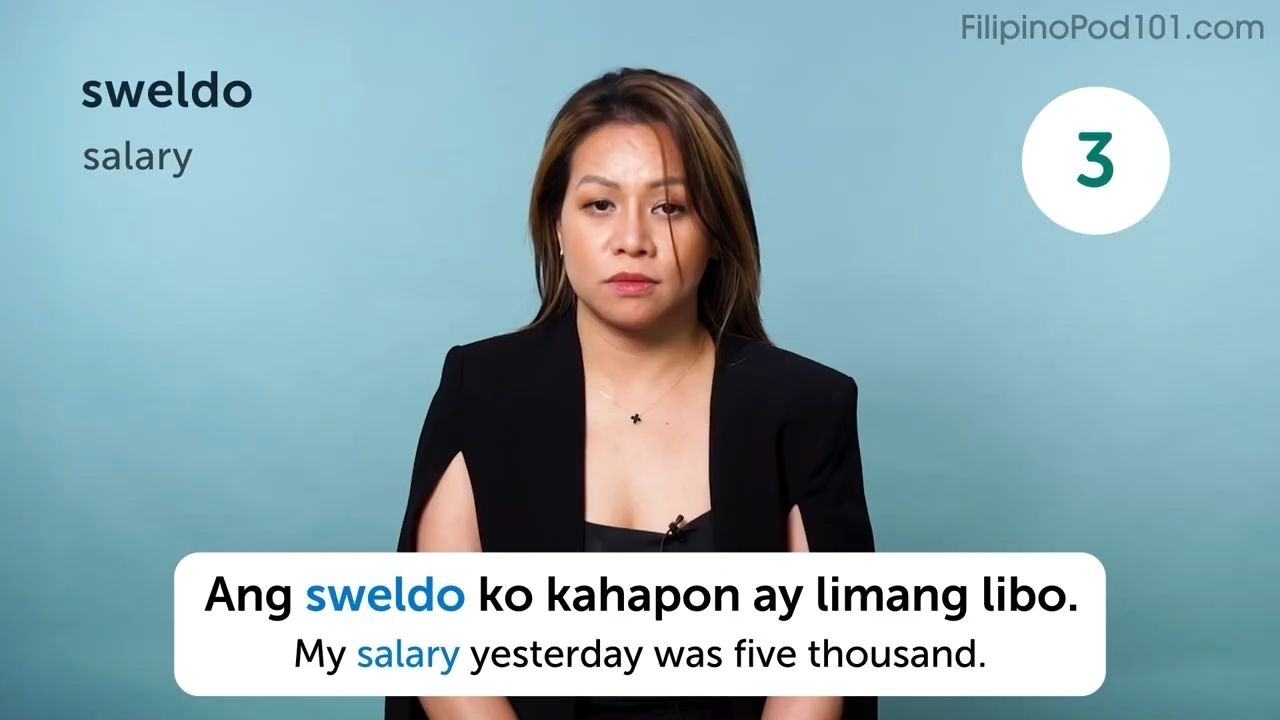 FilipinoPod101.com
sweldo
salary
3
Ang sweldo ko kahapon ay limang libo.
My salary yesterday was five thousand.